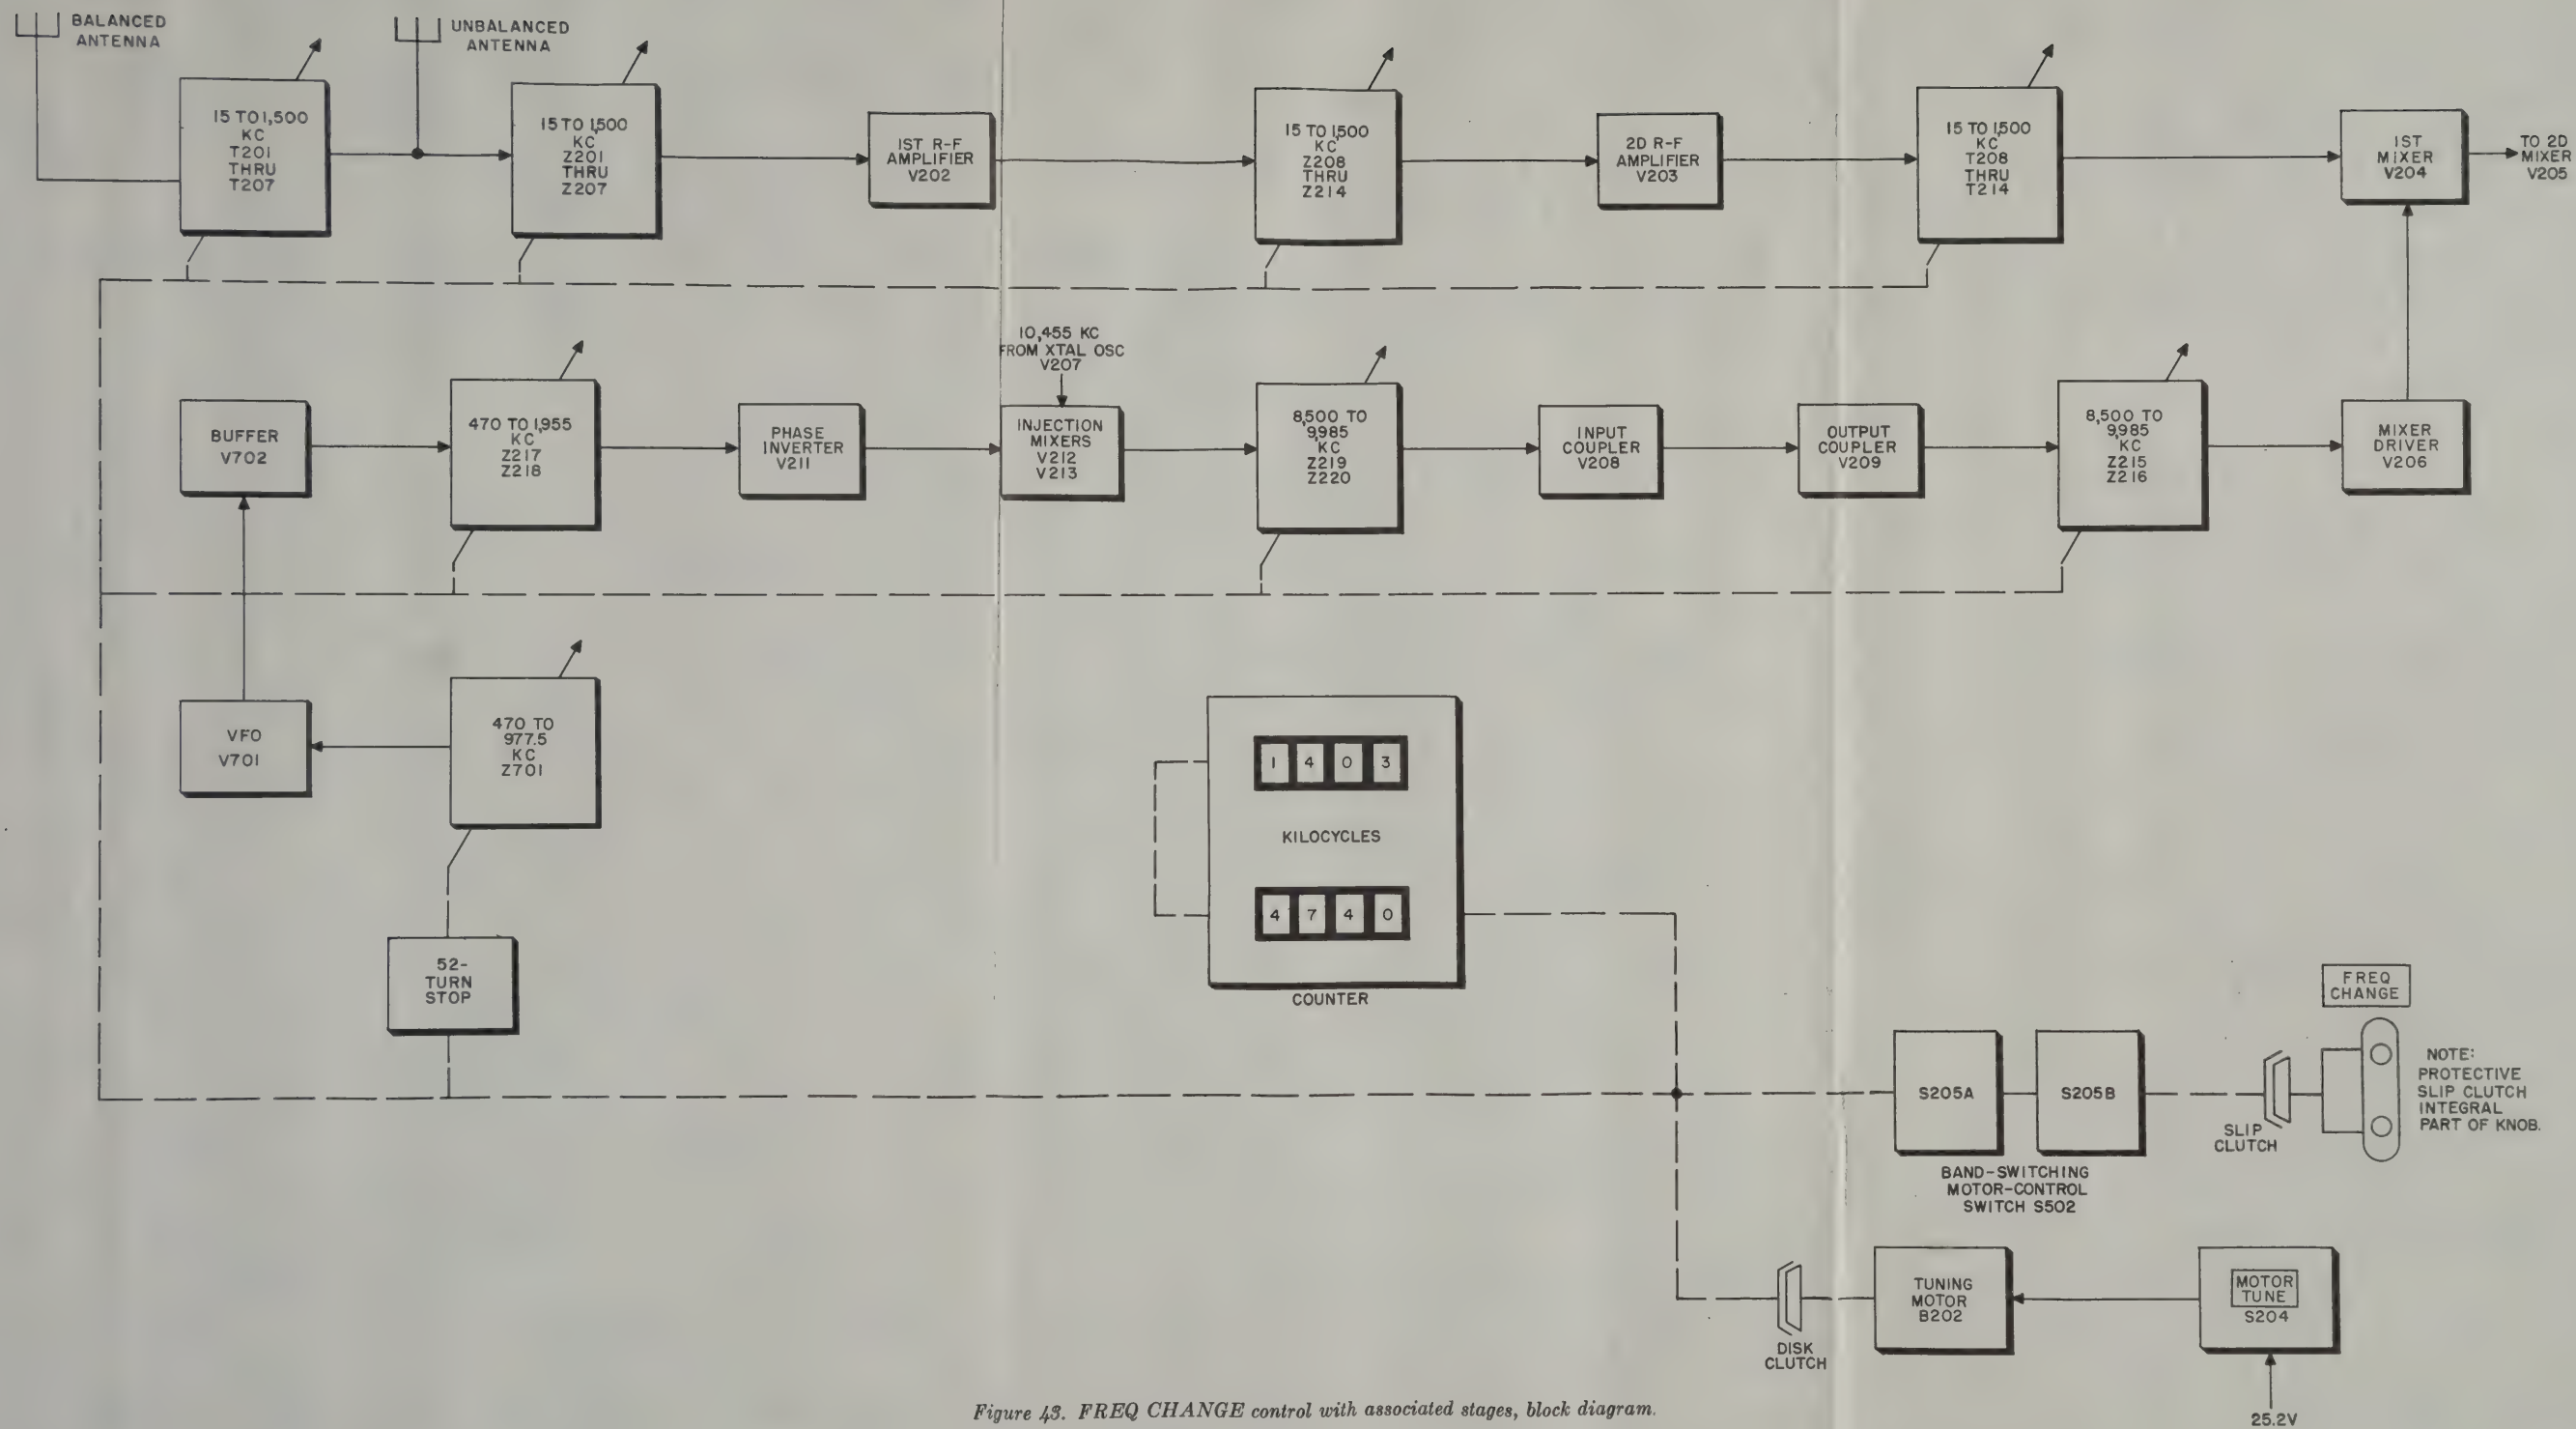 BALANCED
ANTENNA
UNBALANCED
ANTENNA
15 TO 1,500
KC
T201
THRU
T207
15 TO 1,500
KC
Z201
THRU
Z207
1ST R-F
AMPLIFIER
V202
15 TO 1,500
KC
Z208
THRU
Z214
2D R-F
AMPLIFIER
V203
15 TO 1,500
KC
T208
THRU
T214
1ST
MIXER
V204
TO 2D
MIXER
V205
BUFFER
V702
470 TO 1,955
KC
Z217
Z218
PHASE
INVERTER
V211
10,455 KC
FROM XTAL OSC
V207
INJECTION
MIXERS
V212
V213
8,500 TO
9,985
KC
Z219
Z220
INPUT
COUPLER
V208
OUTPUT
COUPLER
V209
8,500 TO
9,985
KC
Z215
Z216
MIXER
DRIVER
V206
VFO
V701
470 TO
977.5
KC
Z701
52-
TURN
STOP
1 4 0 3
KILOCYCLES
4 7 4 0
COUNTER
S205A
S205B
BAND-SWITCHING
MOTOR-CONTROL
SWITCH S502
SLIP
CLUTCH
FREQ
CHANGE
NOTE:
PROTECTIVE
SLIP CLUTCH
INTEGRAL
PART OF KNOB.
DISK
CLUTCH
TUNING
MOTOR
B202
MOTOR
TUNE
S204
25.2V
Figure 43. FREQ CHANGE control with associated stages, block diagram.